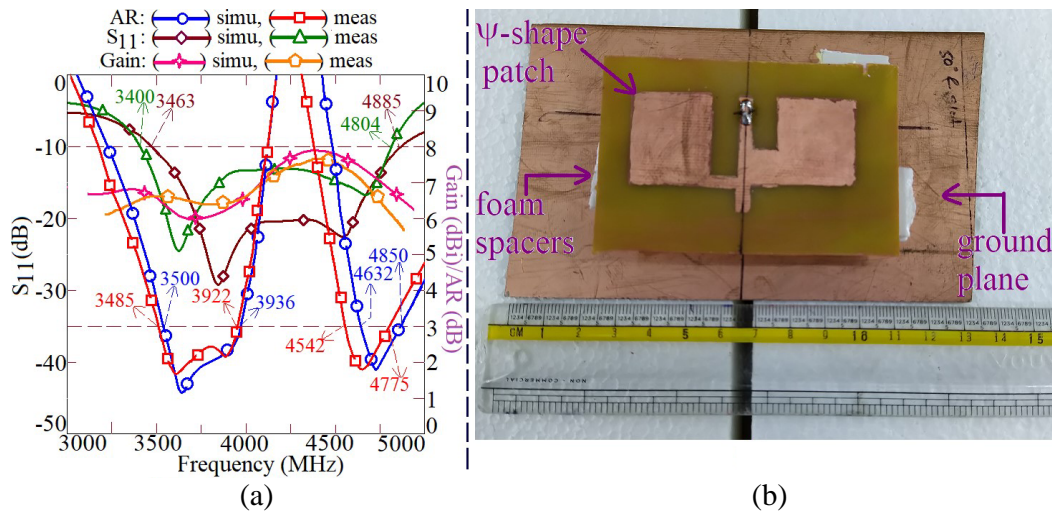 (a)
AR: ( ) simu, ( ) meas
S11: ( ) simu, ( ) meas
Gain: ( ) simu, ( ) meas
0
-10
-20
-30
-40
-50
S11(dB)
3400
3463
4885
4804
3485
3500
3922
3936
4542
4632
4850
4775
10
9
8
7
6
5
4
3
2
1
0
Gain (dBi)/AR (dB)
3000
3500
4000
4500
5000
Frequency (MHz)
(a)
Ψ-shape
patch
foam
spacers
ground
plane
CM 1 2 3 4 5 6 7 8 9 10 11 12 13 14 15
NON - COMMERCIAL
(b)